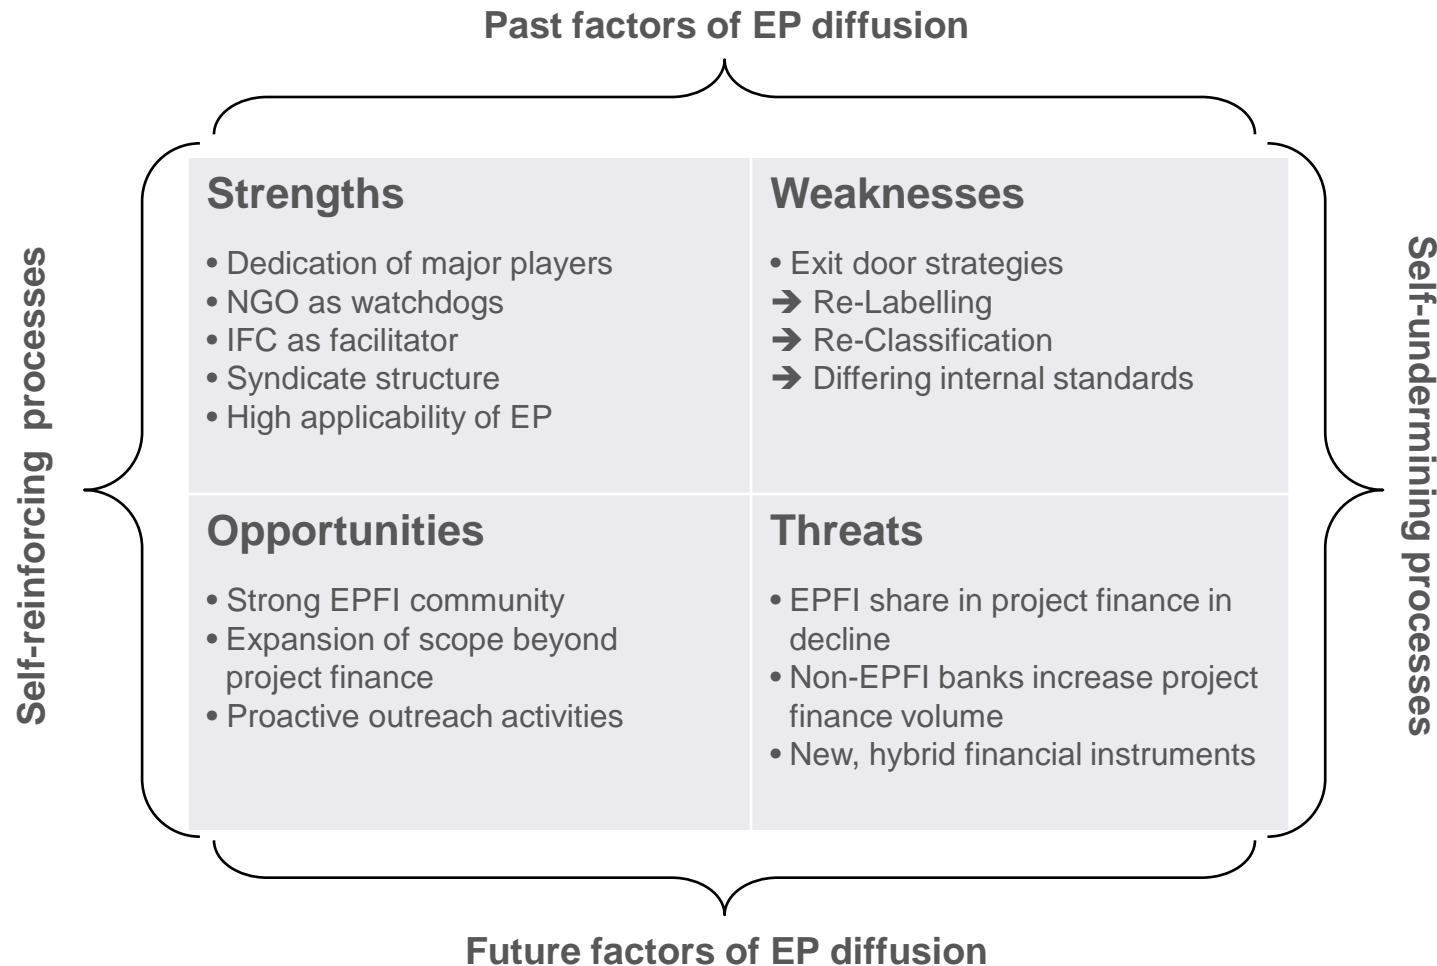 Past factors of EP diffusion
Self-reinforcing processes
Strengths
• Dedication of major players
• NGO as watchdogs
• IFC as facilitator
• Syndicate structure
• High applicability of EP
Weaknesses
• Exit door strategies
➔ Re-Labelling
➔ Re-Classification
➔ Differing internal standards
Opportunities
• Strong EPFI community
• Expansion of scope beyond
project finance
• Proactive outreach activities
Threats
• EPFI share in project finance in
decline
• Non-EPFI banks increase project
finance volume
• New, hybrid financial instruments
Self-undermining processes
Future factors of EP diffusion